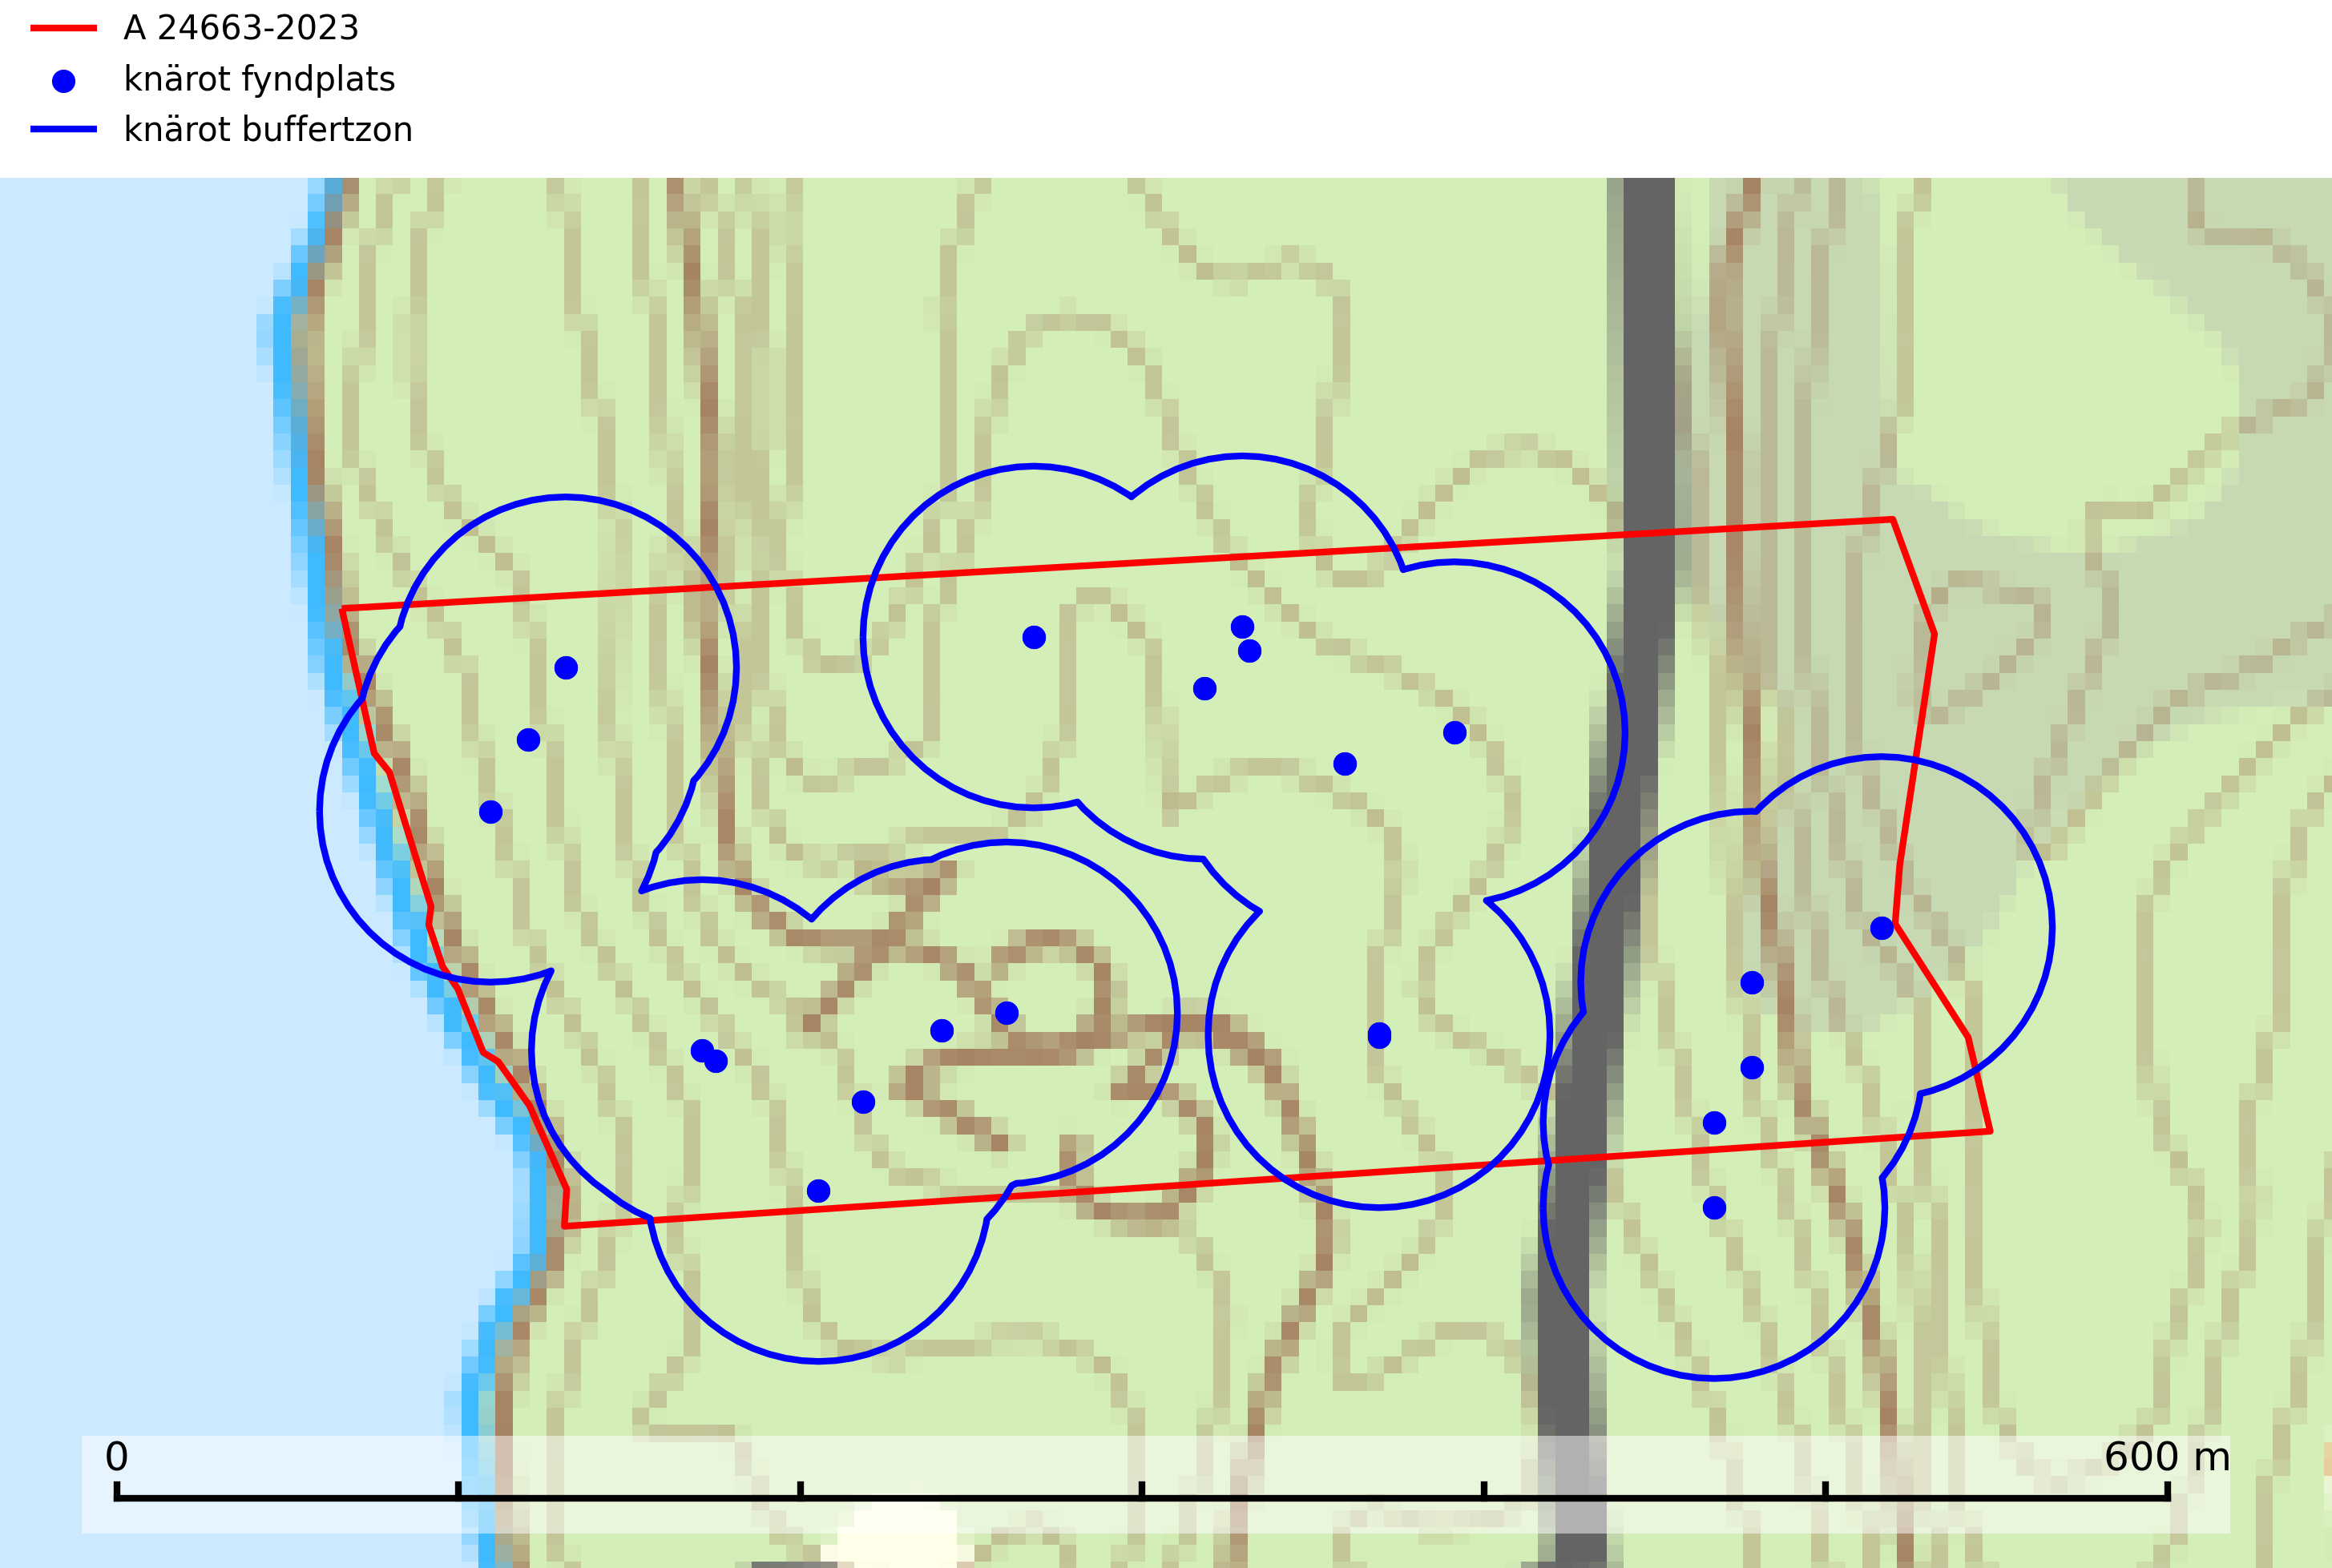 A 24663-2023
knärot fyndplats
knärot buffertzon
0
600 m